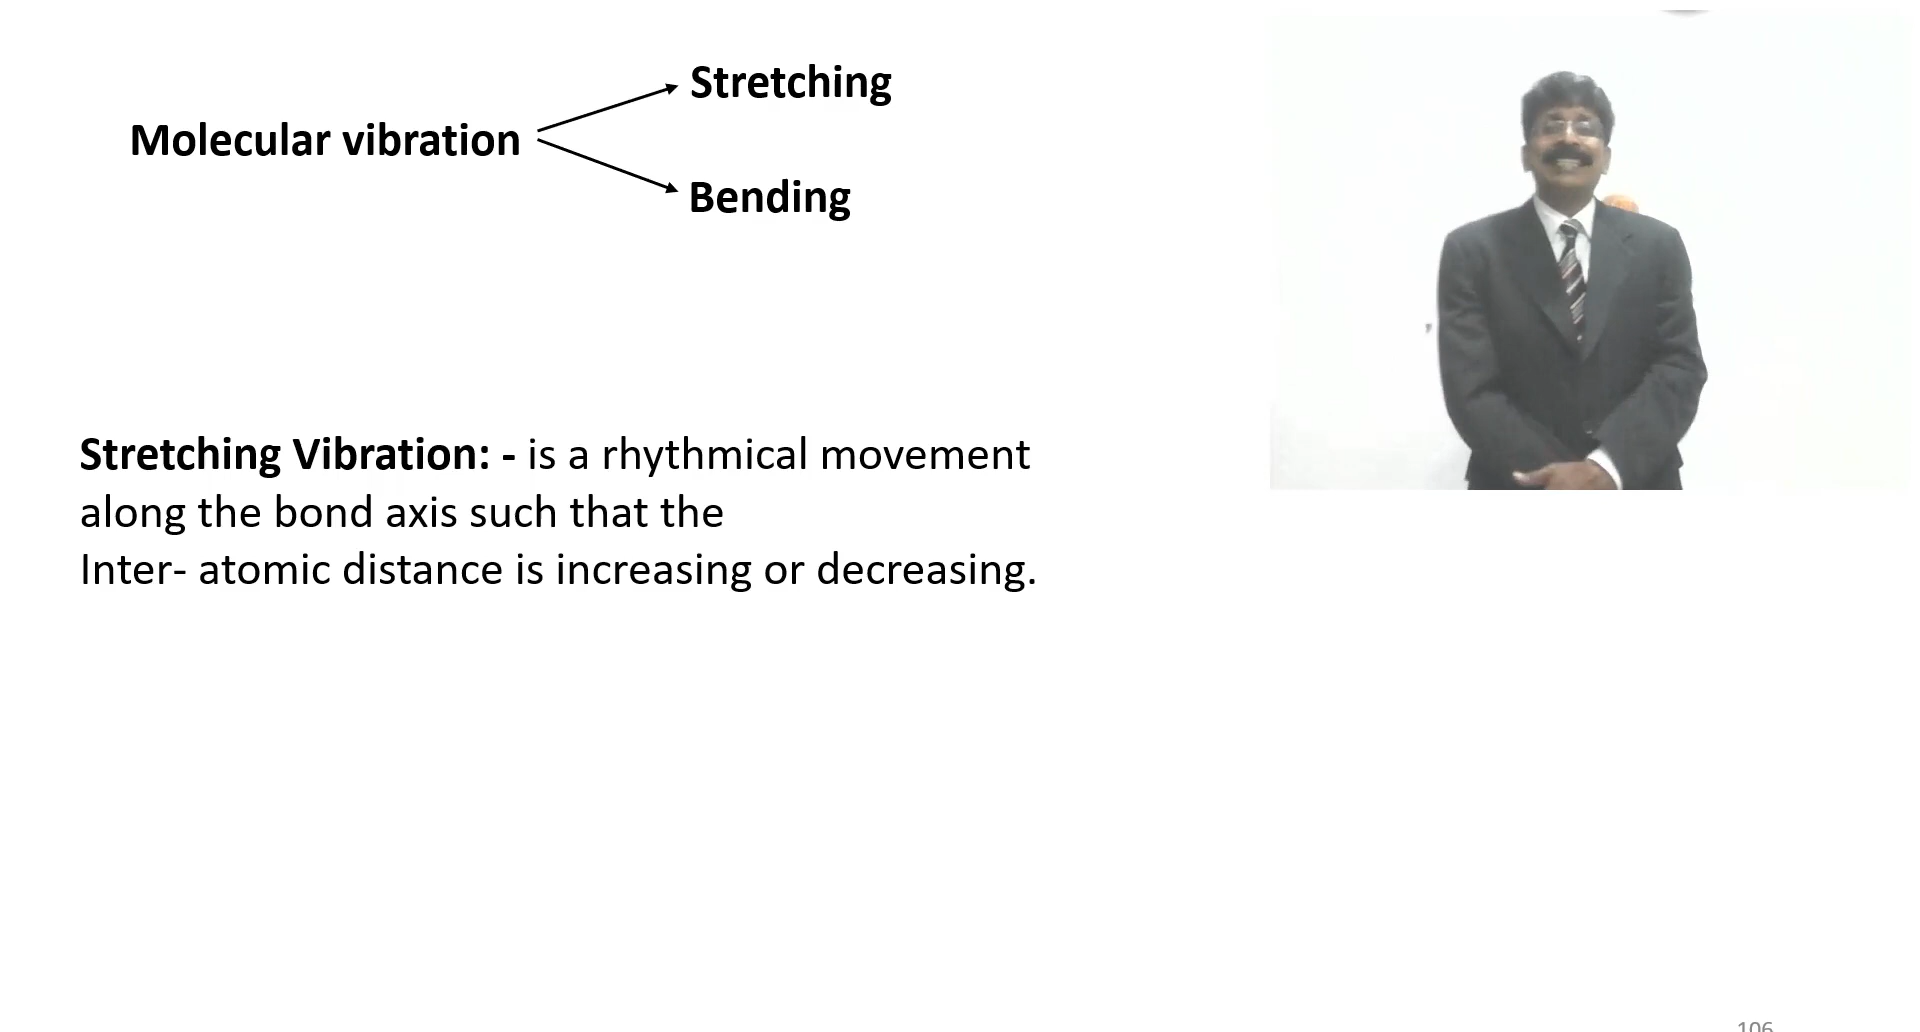 Stretching
Molecular vibration
Bending
Stretching Vibration: - is a rhythmical movement
along the bond axis such that the
Inter- atomic distance is increasing or decreasing.
106